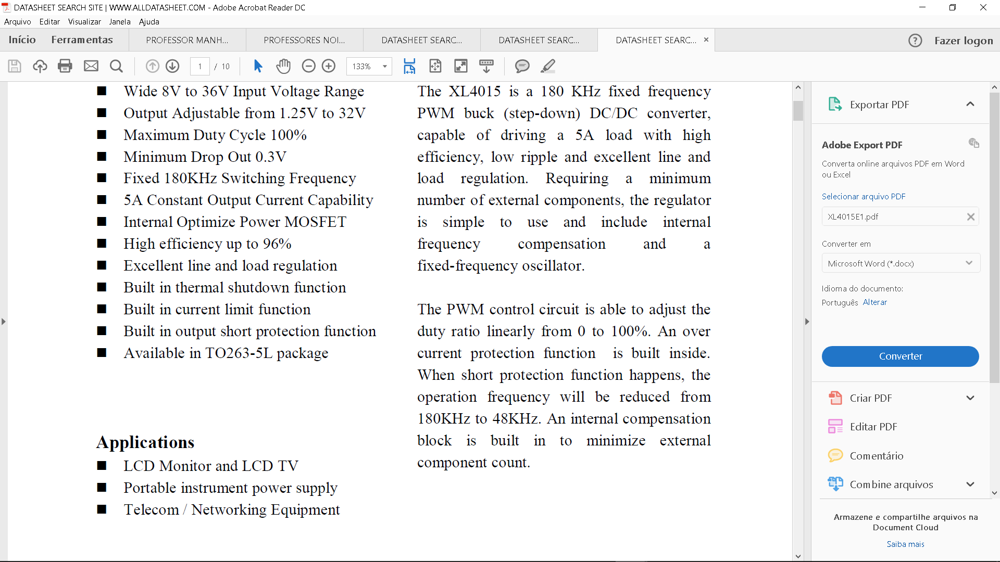 DATASHEET SEARCH SITE | WWW.ALLDATASHEET.COM - Adobe Acrobat Reader DC
Arquivo Editar Visualizar Janela Ajuda
Início Ferramentas PROFESSOR MANH... PROFESSORES NOI... DATASHEET SEARC... DATASHEET SEARC... DATASHEET SEARC... Fazer logon
1 / 10 133%
Wide 8V to 36V Input Voltage Range
Output Adjustable from 1.25V to 32V
Maximum Duty Cycle 100%
Minimum Drop Out 0.3V
Fixed 180KHz Switching Frequency
5A Constant Output Current Capability
Internal Optimize Power MOSFET
High efficiency up to 96%
Excellent line and load regulation
Built in thermal shutdown function
Built in current limit function
Built in output short protection function
Available in TO263-5L package
Applications
LCD Monitor and LCD TV
Portable instrument power supply
Telecom / Networking Equipment
The XL4015 is a 180 KHz fixed frequency
PWM buck (step-down) DC/DC converter,
capable of driving a 5A load with high
efficiency, low ripple and excellent line and
load regulation. Requiring a minimum
number of external components, the regulator
is simple to use and include internal
frequency compensation and a
fixed-frequency oscillator.
The PWM control circuit is able to adjust the
duty ratio linearly from 0 to 100%. An over
current protection function is built inside.
When short protection function happens, the
operation frequency will be reduced from
180KHz to 48KHz. An internal compensation
block is built in to minimize external
component count.
Exportar PDF
Adobe Export PDF
Converta online arquivos PDF em Word
ou Excel
Selecionar arquivo PDF
XL4015E1.pdf
Converter em
Microsoft Word (*.docx)
Idioma do documento:
Português Alterar
Converter
Criar PDF
Editar PDF
Comentário
Combine arquivos
Armazene e compartilhe arquivos na
Document Cloud
Saiba mais